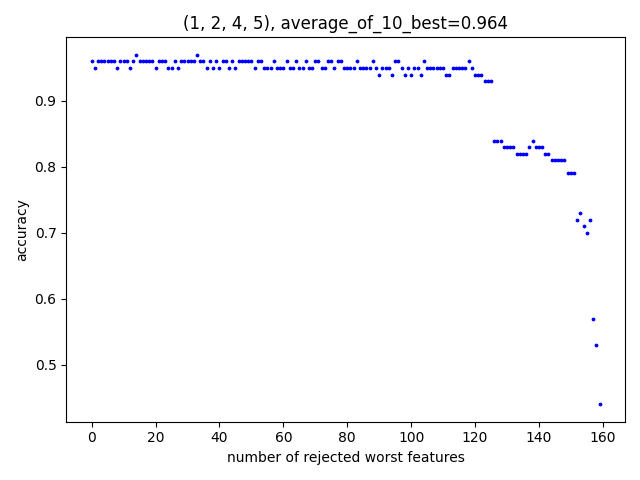 (1, 2, 4, 5), average_of_10_best=0.964
accuracy
0.9
0.8
0.7
0.6
0.5
0 20 40 60 80 100 120 140 160
number of rejected worst features